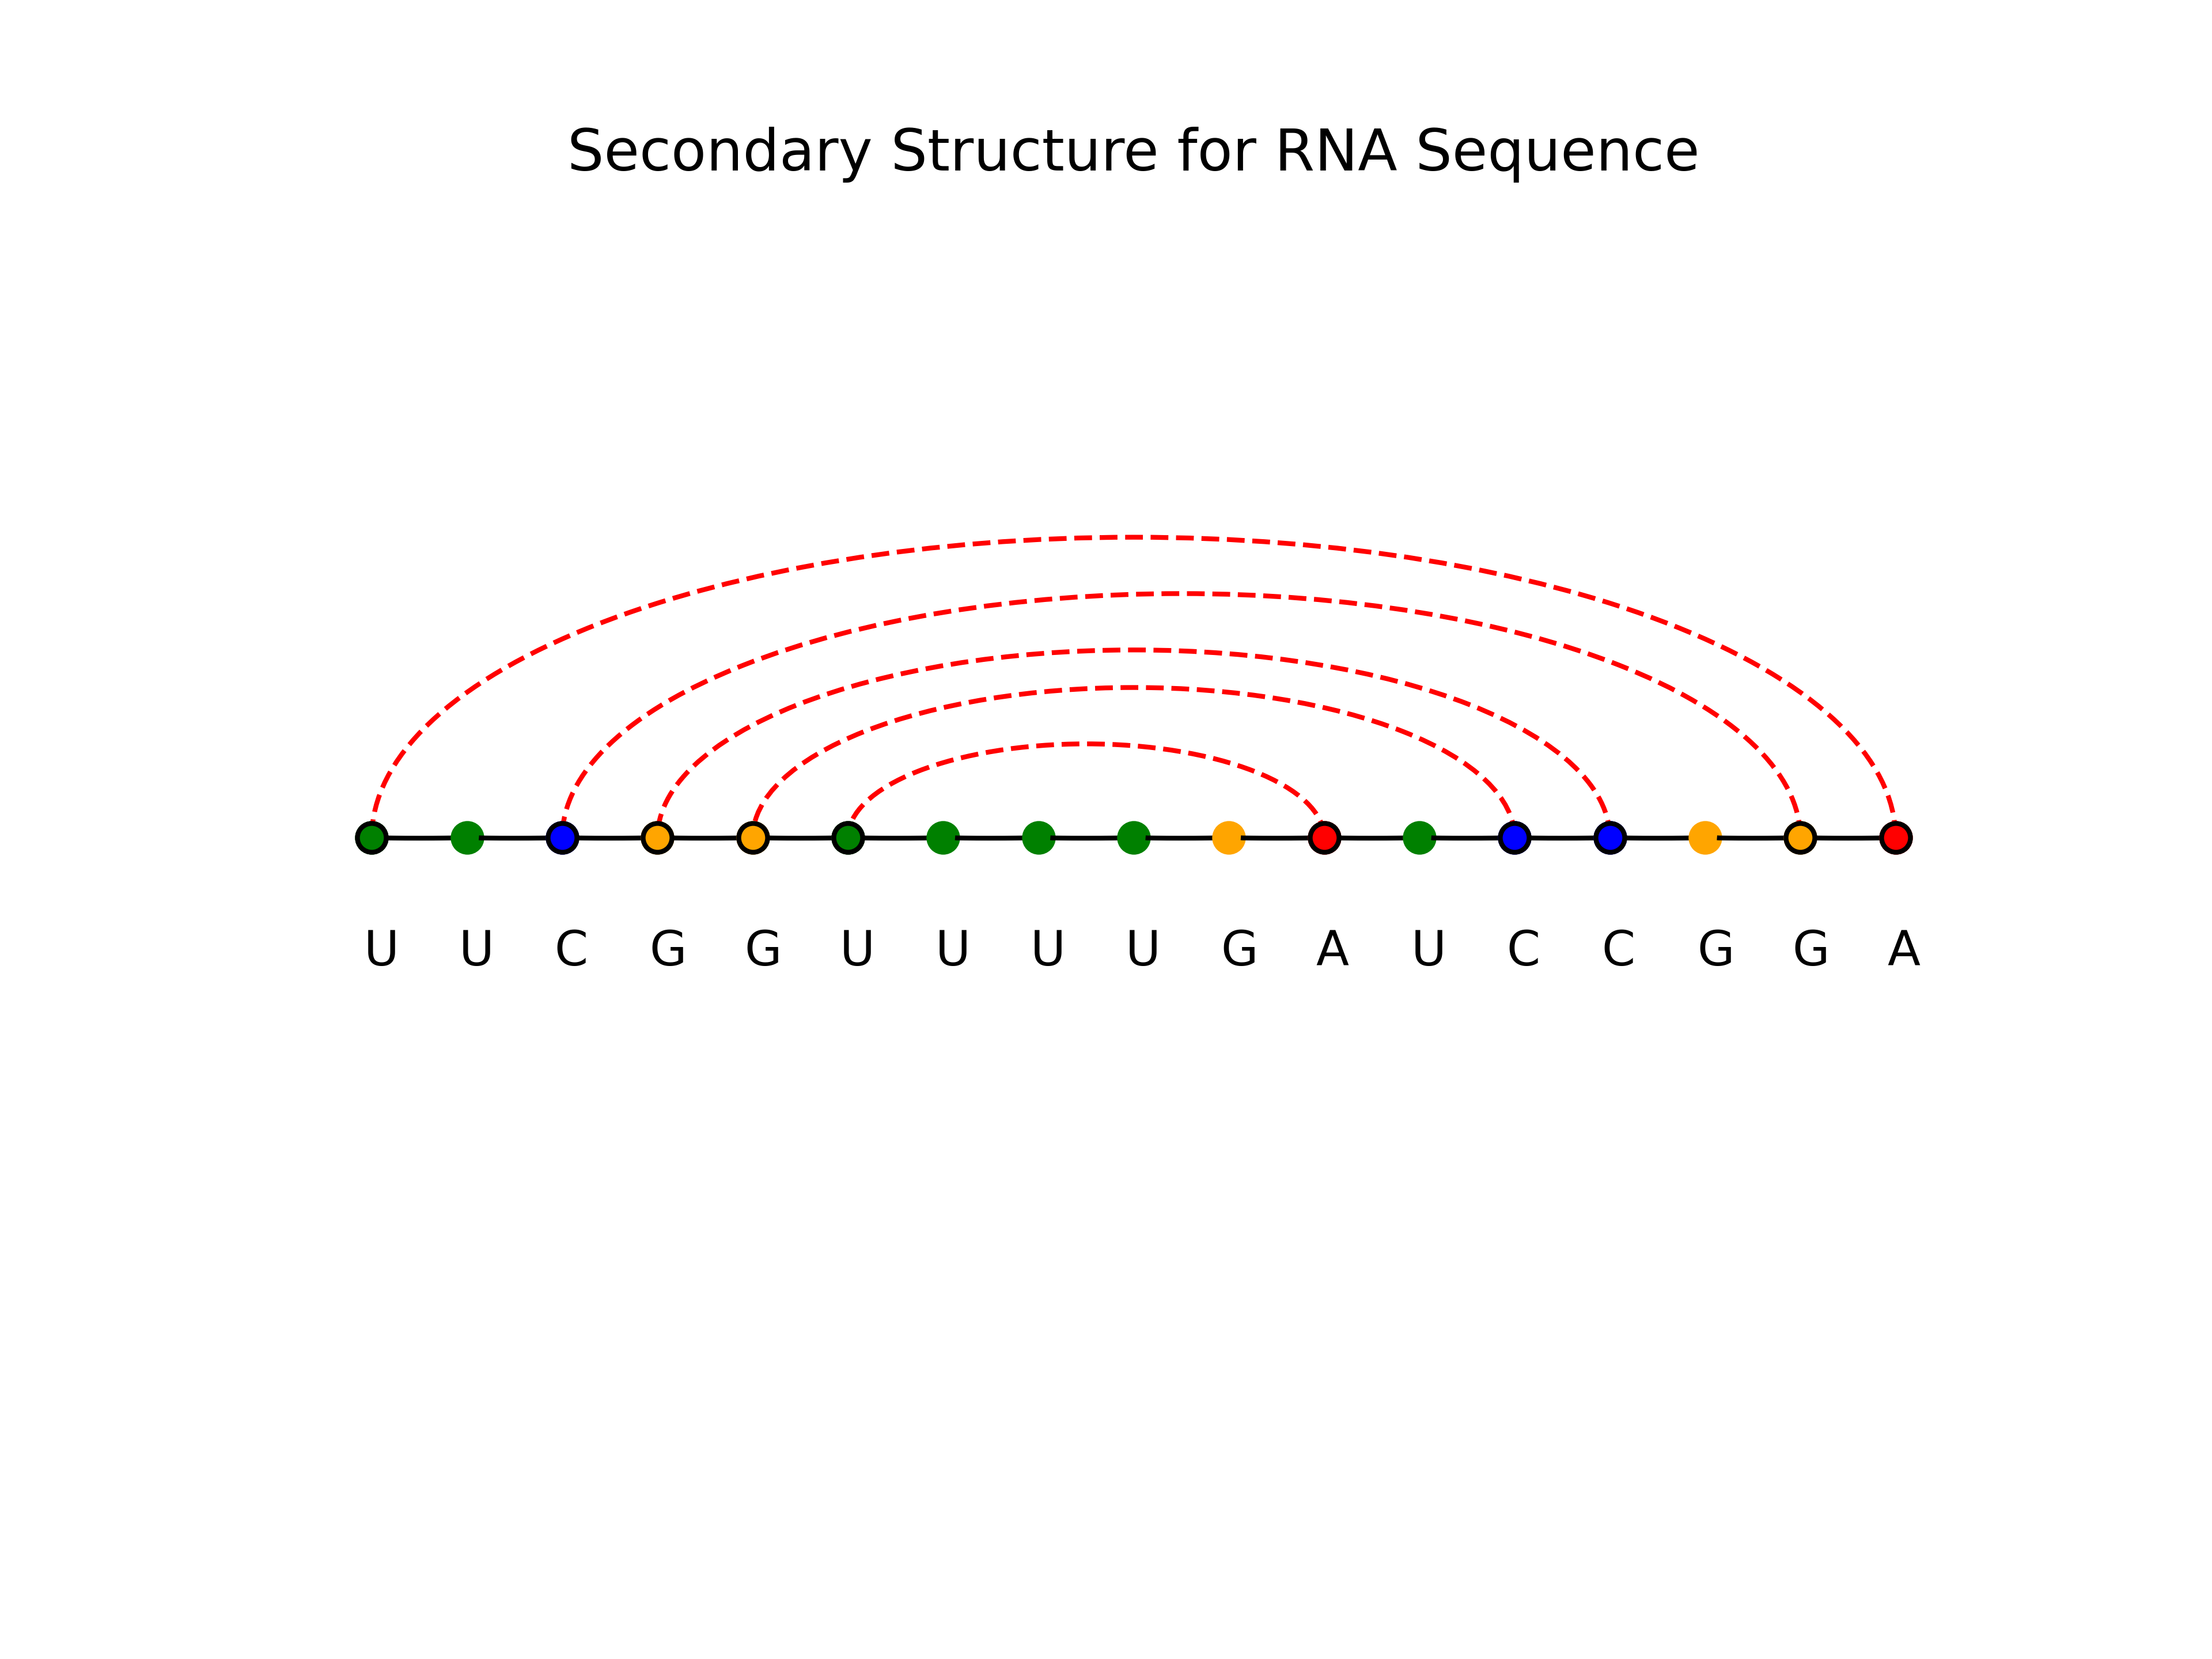 Secondary Structure for RNA Sequence
U U C G G U U U U G A U C C G G A